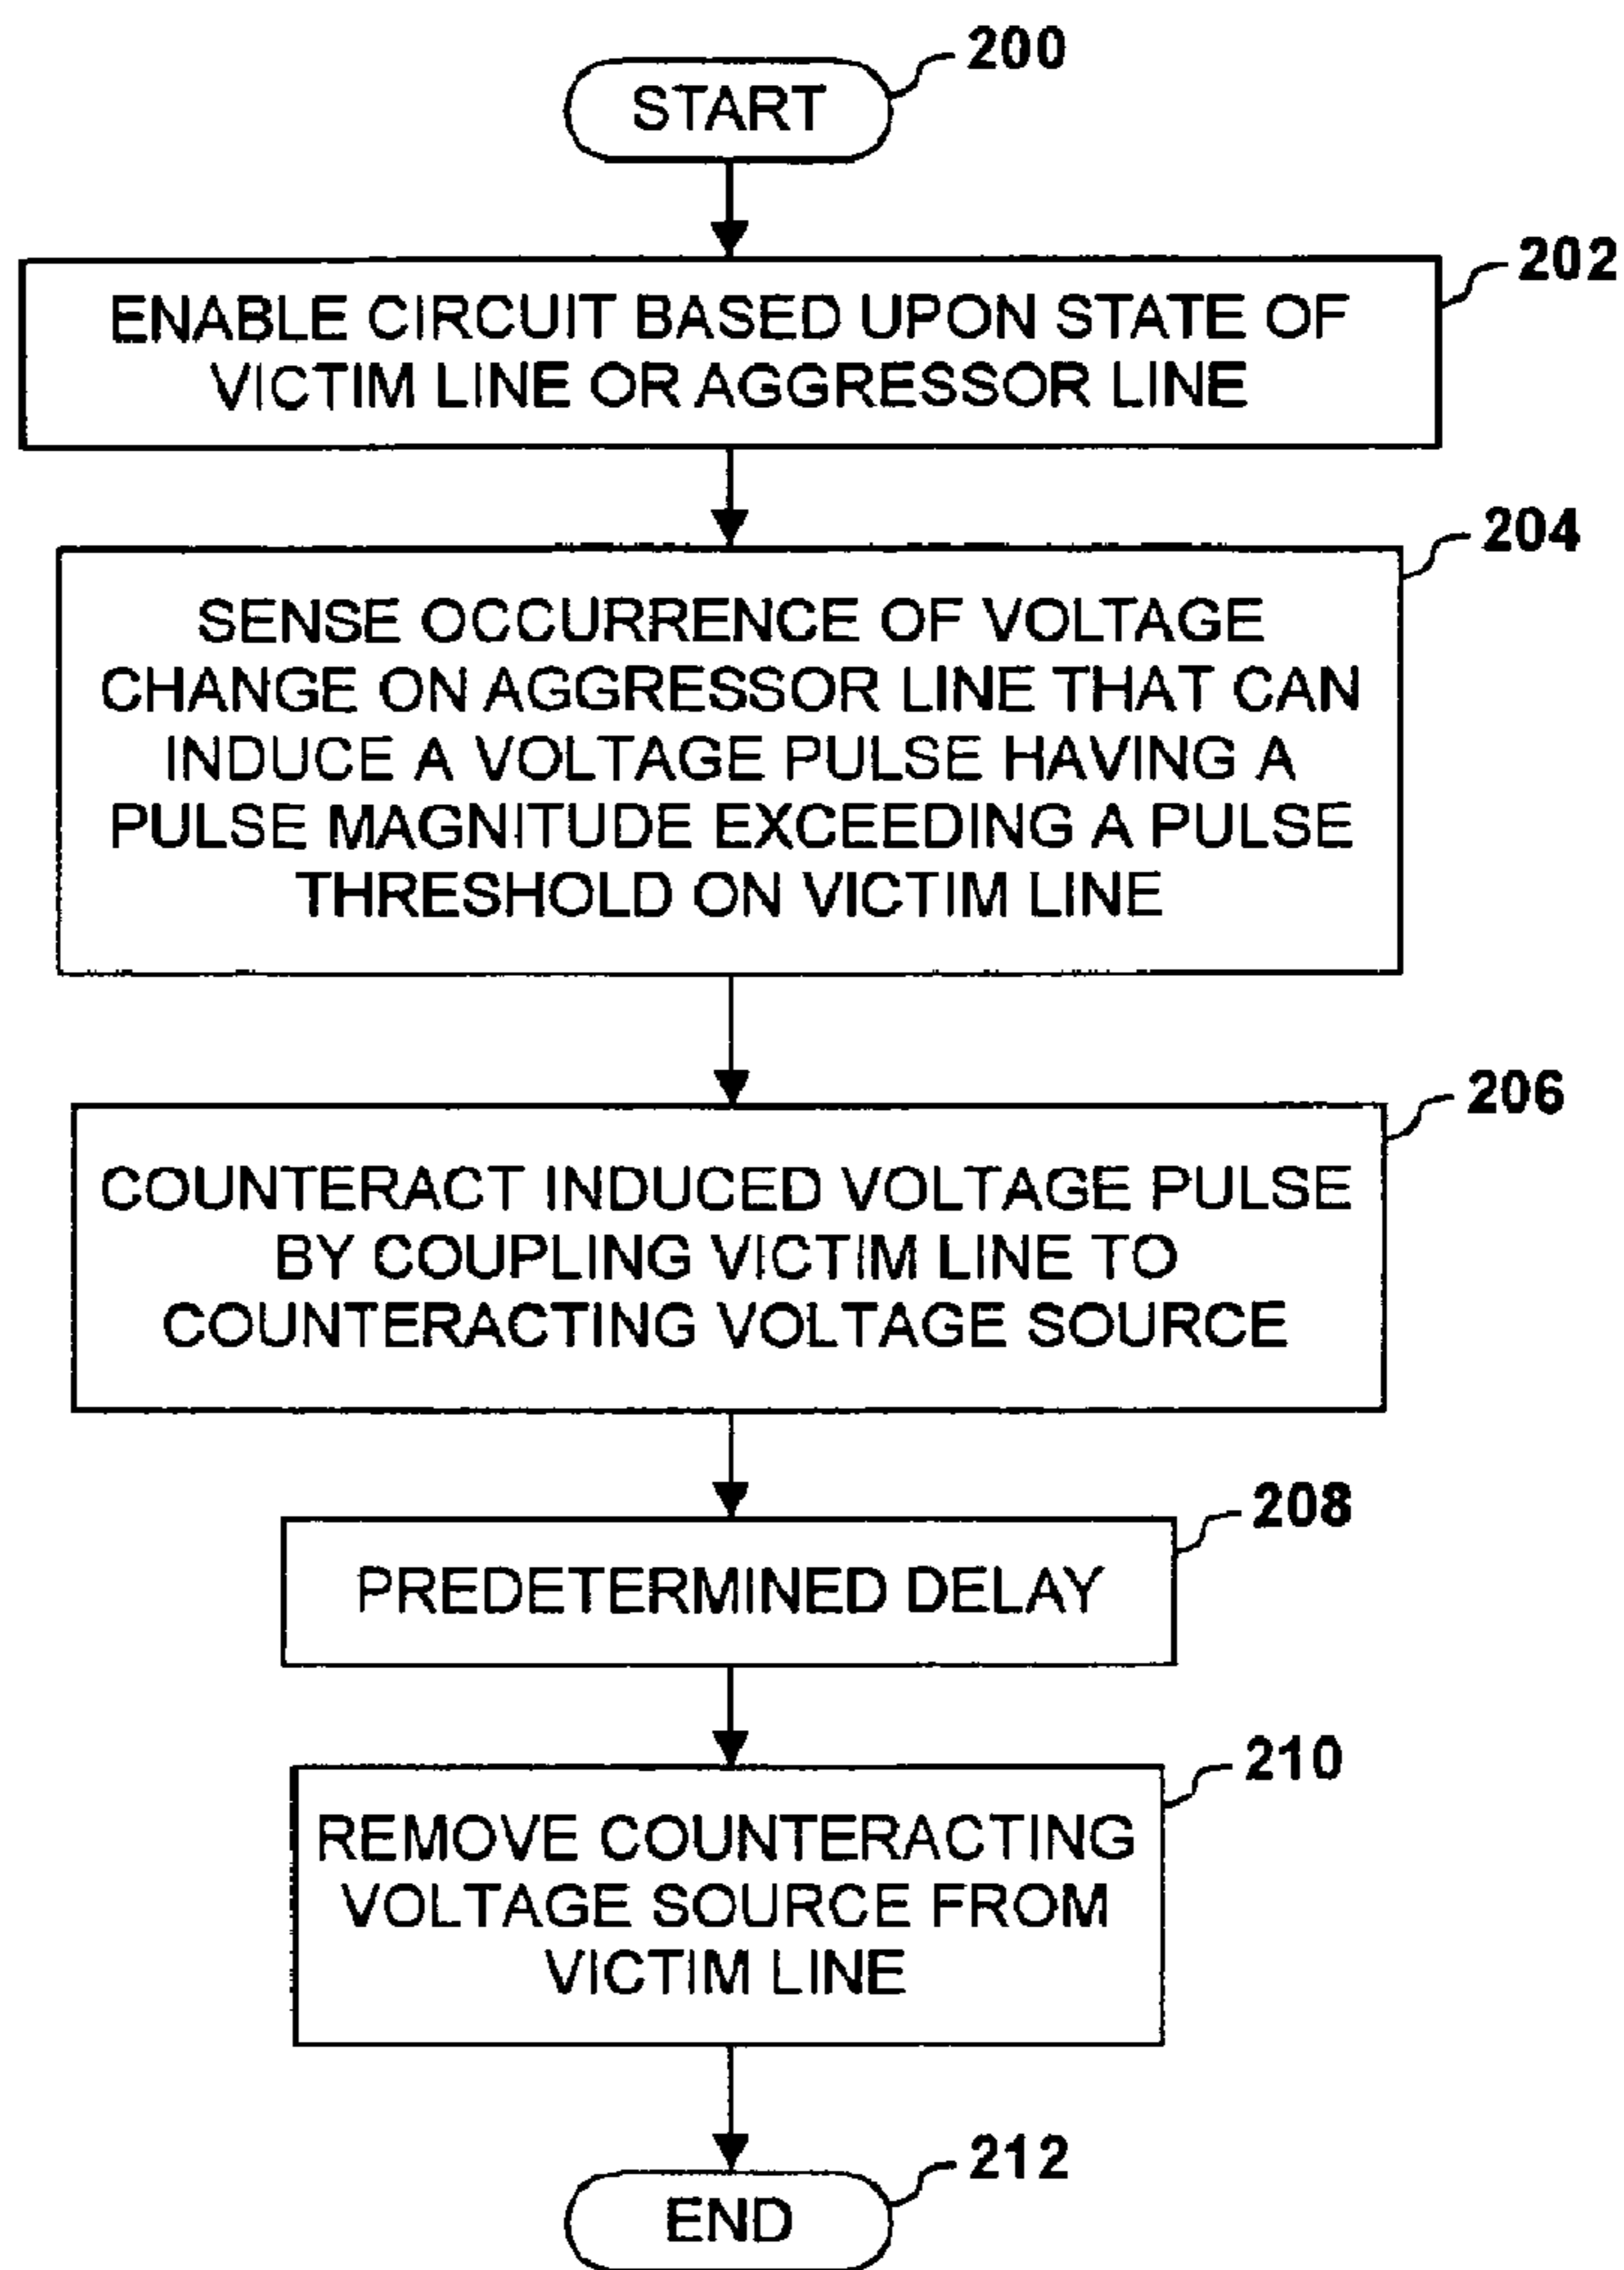 200
START
202
ENABLE CIRCUIT BASED UPON STATE OF
VICTIM LINE OR AGGRESSOR LINE
204
SENSE OCCURRENCE OF VOLTAGE
CHANGE ON AGGRESSOR LINE THAT CAN
INDUCE A VOLTAGE PULSE HAVING A
PULSE MAGNITUDE EXCEEDING A PULSE
THRESHOLD ON VICTIM LINE
206
COUNTERACT INDUCED VOLTAGE PULSE
BY COUPLING VICTIM LINE TO
COUNTERACTING VOLTAGE SOURCE
208
PREDETERMINED DELAY
210
REMOVE COUNTERACTING
VOLTAGE SOURCE FROM
VICTIM LINE
212
END